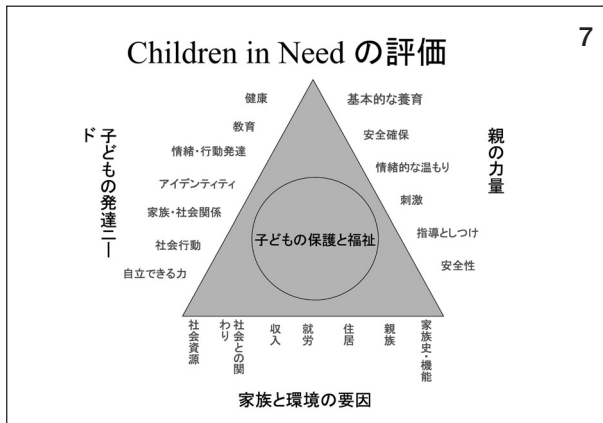 7
Children in Need の評価
子どもの発達ニー
ド
健康
教育
情緒・行動発達
アイデンティティ
家族・社会関係
社会行動
自立できる力
基本的な養育
安全確保
情緒的な温もり
刺激
指導としつけ
安全性
親の力量
子どもの保護と福祉
社会資源
社会との関
わり
収入
就労
住居
親族
家族史・機能
家族と環境の要因